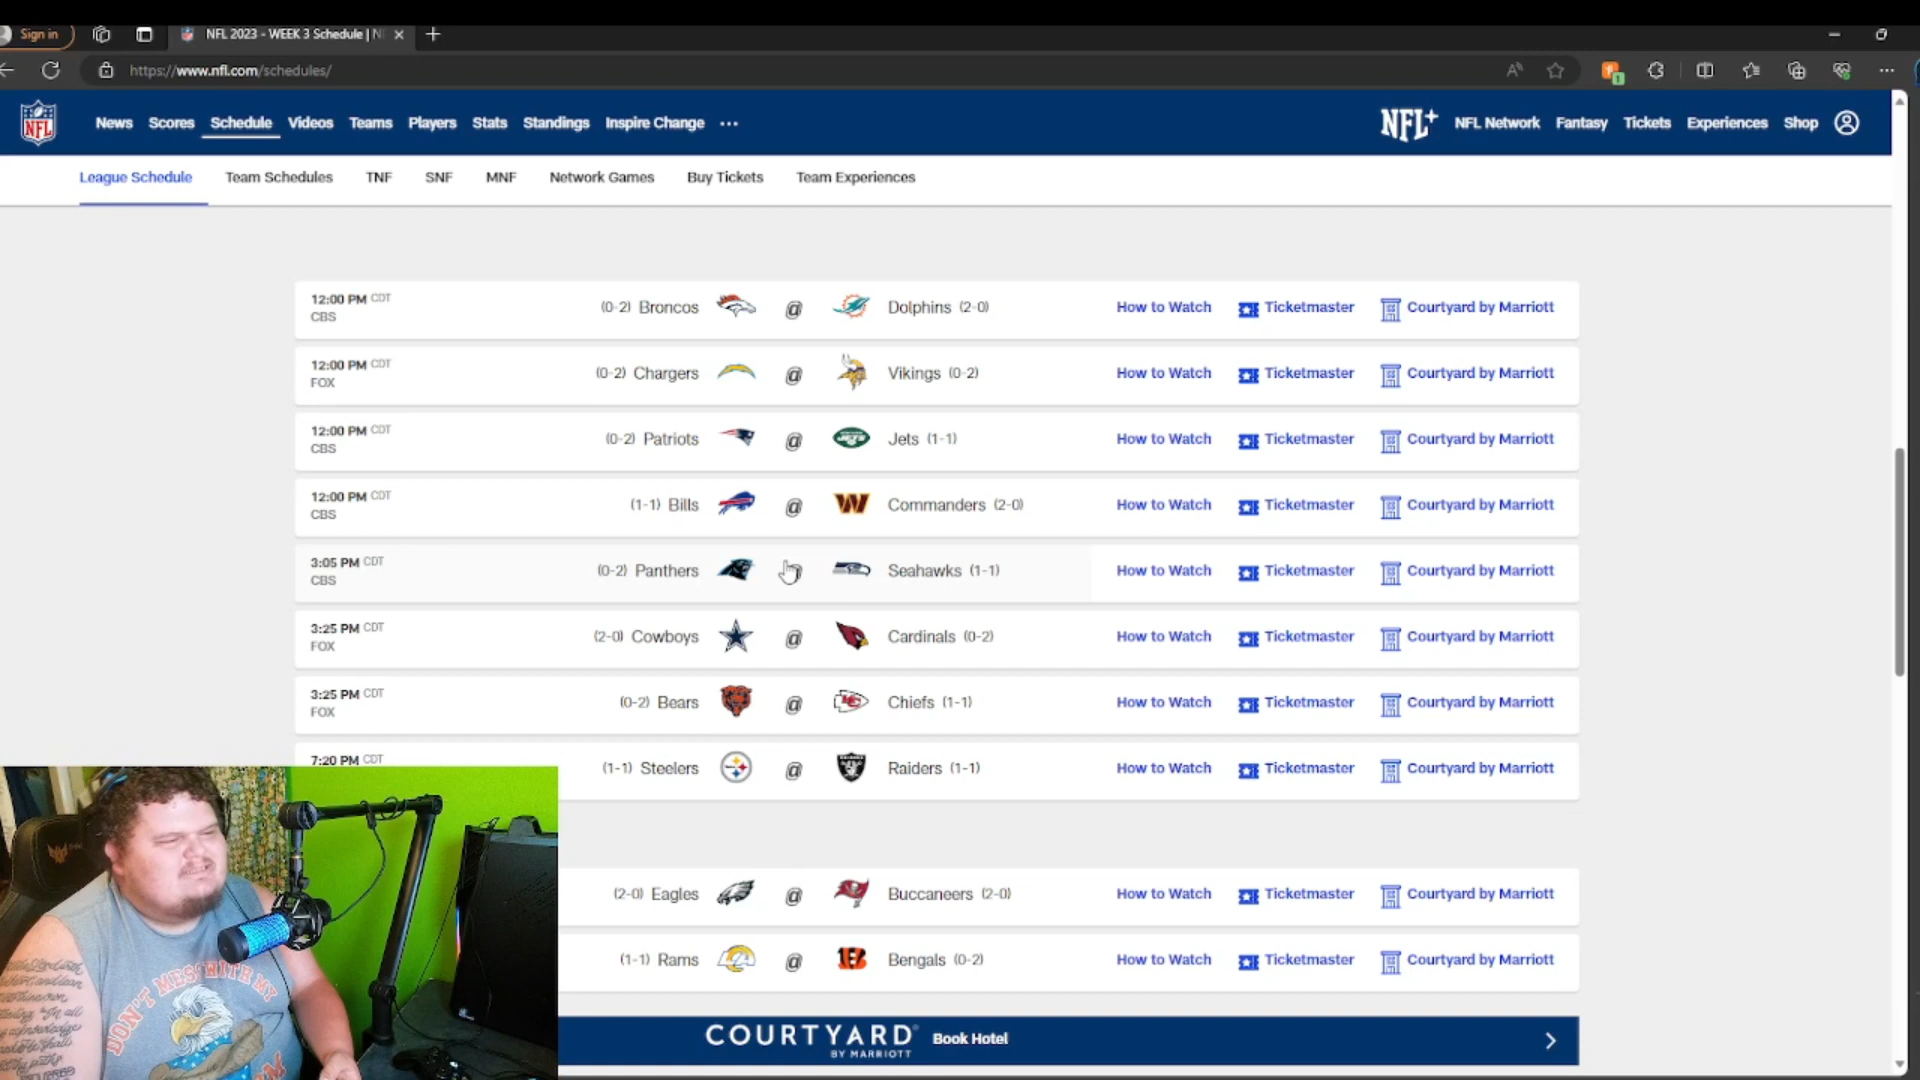 Sign in
NFL 2023 - WEEK 3 Schedule | N
https://www.nfl.com/schedules/
NFL News Scores Schedule Videos Teams Players Stats Standings Inspire Change ... NFL+ NFL Network Fantasy Tickets Experiences Shop
League Schedule Team Schedules TNF SNF MNF Network Games Buy Tickets Team Experiences
12:00 PM CDT
CBS
(0-2) Broncos @ Dolphins (2-0) How to Watch Ticketmaster Courtyard by Marriott
12:00 PM CDT
FOX
(0-2) Chargers @ Vikings (0-2) How to Watch Ticketmaster Courtyard by Marriott
12:00 PM CDT
CBS
(0-2) Patriots @ Jets (1-1) How to Watch Ticketmaster Courtyard by Marriott
12:00 PM CDT
CBS
(1-1) Bills @ Commanders (2-0) How to Watch Ticketmaster Courtyard by Marriott
3:05 PM CDT
CBS
(0-2) Panthers Seahawks (1-1) How to Watch Ticketmaster Courtyard by Marriott
3:25 PM CDT
FOX
(2-0) Cowboys @ Cardinals (0-2) How to Watch Ticketmaster Courtyard by Marriott
3:25 PM CDT
FOX
(0-2) Bears @ Chiefs (1-1) How to Watch Ticketmaster Courtyard by Marriott
7:20 PM CDT
(1-1) Steelers @ Raiders (1-1) How to Watch Ticketmaster Courtyard by Marriott
(2-0) Eagles @ Buccaneers (2-0) How to Watch Ticketmaster Courtyard by Marriott
(1-1) Rams @ Bengals (0-2) How to Watch Ticketmaster Courtyard by Marriott
COURTYARD Book Hotel
BY MARRIOTT
DON'T MESS WITH MY